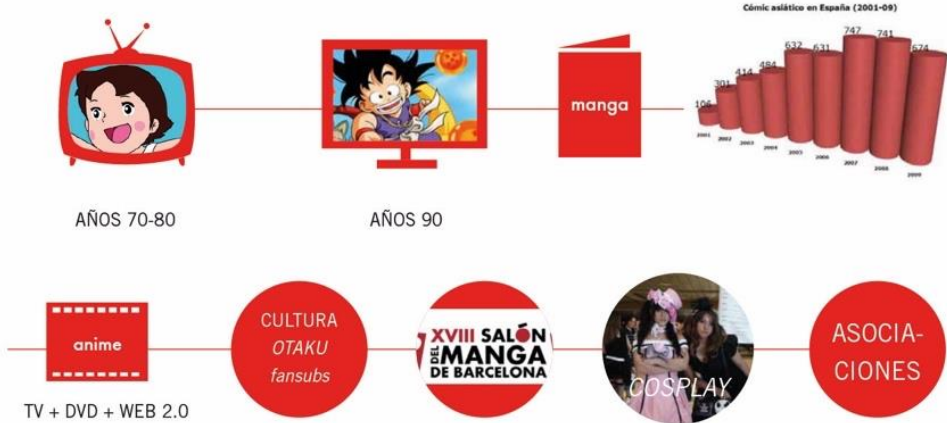 Cómic asiático en España (2001-09)
106
301
414
484
632
631
747
741
674
2001
2002
2003
2004
2005
2006
2007
2008
2009
manga
AÑOS 70-80
AÑOS 90
anime
TV + DVD + WEB 2.0
CULTURA
OTAKU
fansubs
XVIII SALÓN
DEL MANGA
DE BARCELONA
COSPLAY
ASOCIA-
CIONES